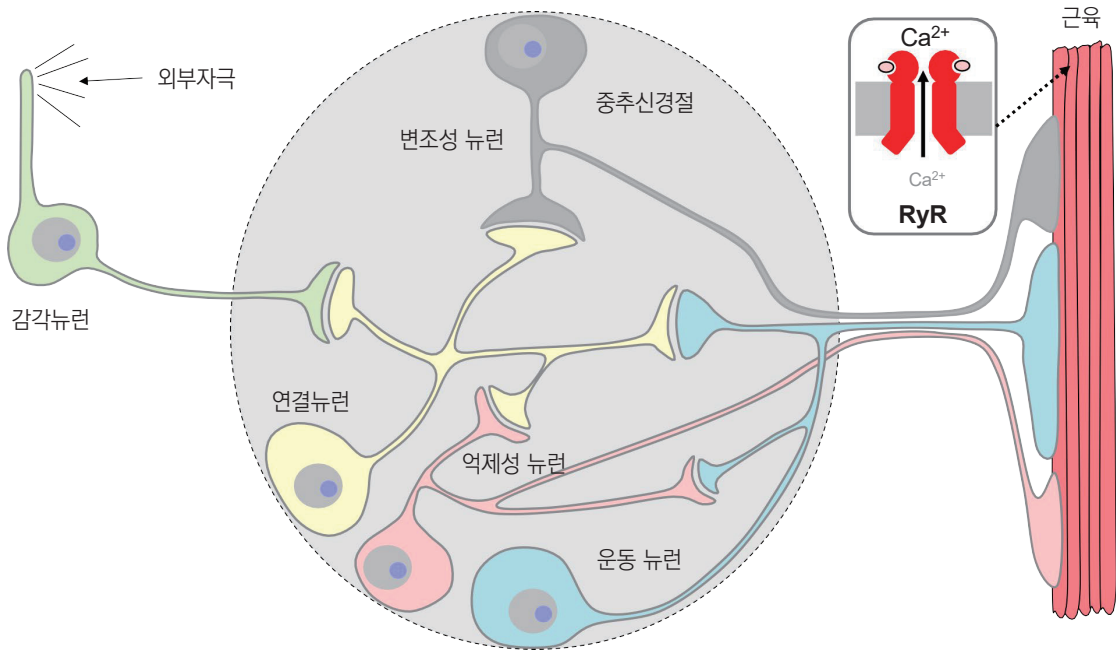 근육
Ca2+
외부자극
중추신경절
변조성 뉴런
Ca2+
RyR
감각뉴런
연결뉴런
억제성 뉴런
운동 뉴런